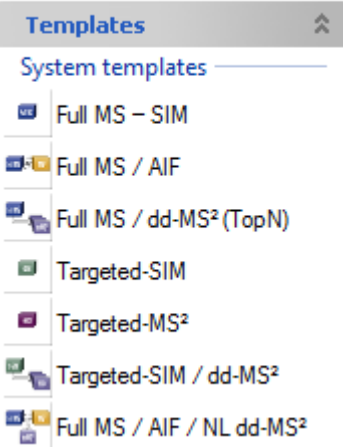 Templates
System templates
Full MS – SIM
Full MS / AIF
Full MS / dd-MS² (TopN)
Targeted-SIM
Targeted-MS²
Targeted-SIM / dd-MS²
Full MS / AIF / NL dd-MS²